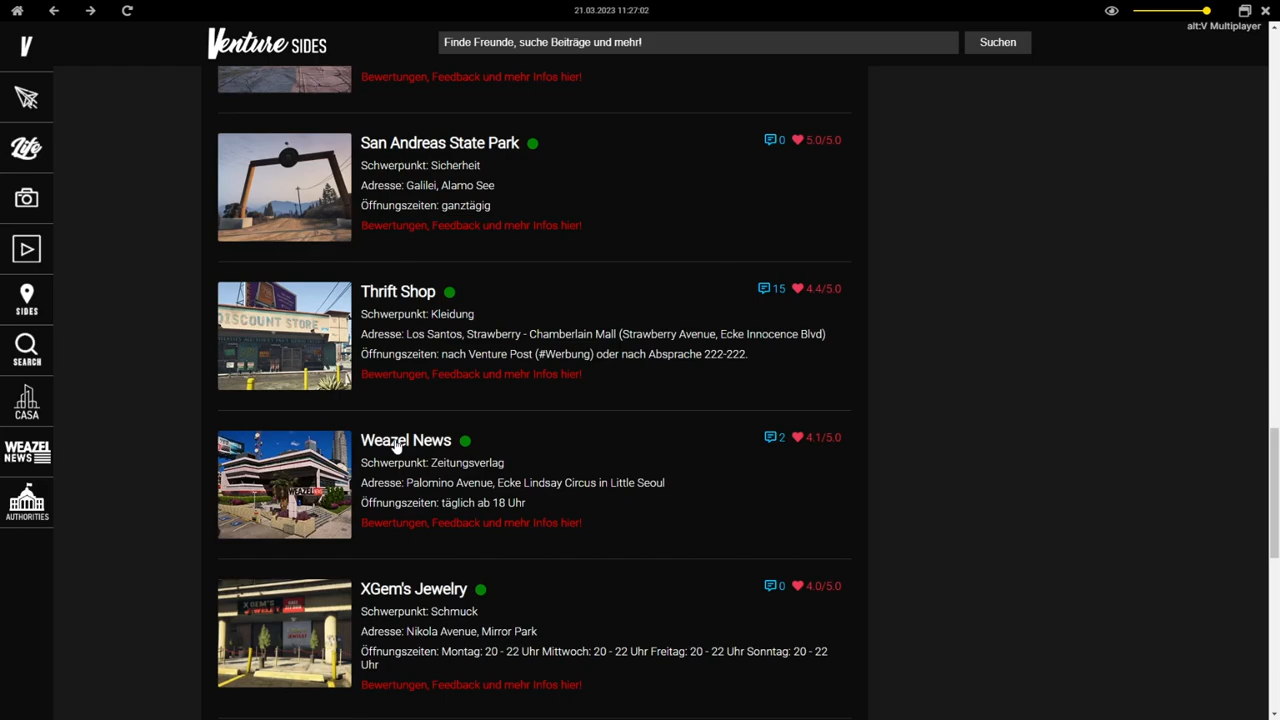 21.03.2023 11:27:02
alt:V Multiplayer
V
Venture SIDES
Finde Freunde, suche Beiträge und mehr!
Suchen
Life
SIDES
SEARCH
CASA
WEAZEL NEWS
AUTHORITIES
Bewertungen, Feedback und mehr Infos hier!
San Andreas State Park
0 5.0/5.0
Schwerpunkt: Sicherheit
Adresse: Galilei, Alamo See
Öffnungszeiten: ganztägig
Bewertungen, Feedback und mehr Infos hier!
DISCOUNT STORE
Thrift Shop
15 4.4/5.0
Schwerpunkt: Kleidung
Adresse: Los Santos, Strawberry - Chamberlain Mall (Strawberry Avenue, Ecke Innocence Blvd)
Öffnungszeiten: nach Venture Post (#Werbung) oder nach Absprache 222-222.
Bewertungen, Feedback und mehr Infos hier!
Weazel News
2 4.1/5.0
Schwerpunkt: Zeitungsverlag
Adresse: Palomino Avenue, Ecke Lindsay Circus in Little Seoul
Öffnungszeiten: täglich ab 18 Uhr
Bewertungen, Feedback und mehr Infos hier!
XGEM'S
XGem's Jewelry
0 4.0/5.0
Schwerpunkt: Schmuck
Adresse: Nikola Avenue, Mirror Park
Öffnungszeiten: Montag: 20 - 22 Uhr Mittwoch: 20 - 22 Uhr Freitag: 20 - 22 Uhr Sonntag: 20 - 22
Uhr
Bewertungen, Feedback und mehr Infos hier!